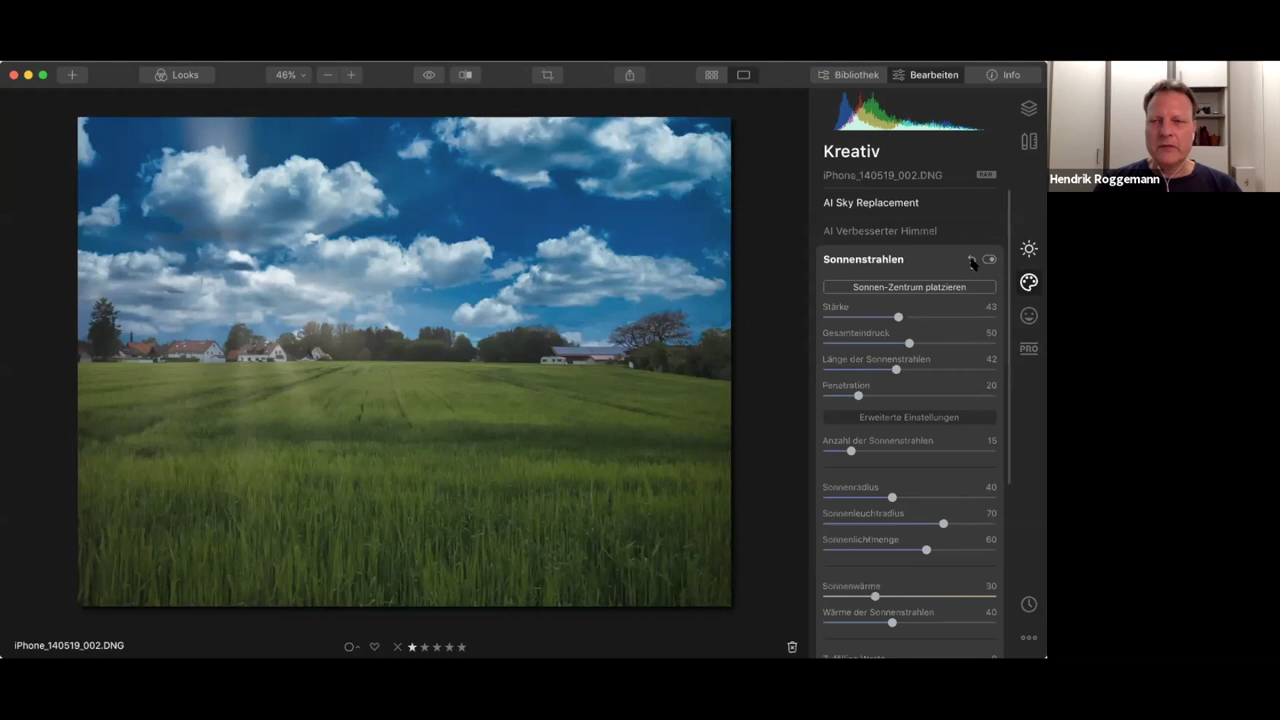 Looks
46%
Bibliothek
Bearbeiten
Info
Kreativ
iPhone_140519_002.DNG
RAW
AI Sky Replacement
AI Verbesserter Himmel
Sonnenstrahlen
Sonnen-Zentrum platzieren
Stärke 43
Gesamteindruck 50
Länge der Sonnenstrahlen 42
Penetration 20
Erweiterte Einstellungen
Anzahl der Sonnenstrahlen 15
Sonnenradius 40
Sonnenleuchtradius 70
Sonnenlichtmenge 60
Sonnenwärme 30
Wärme der Sonnenstrahlen 40
PRO
iPhone_140519_002.DNG
Hendrik Roggemann